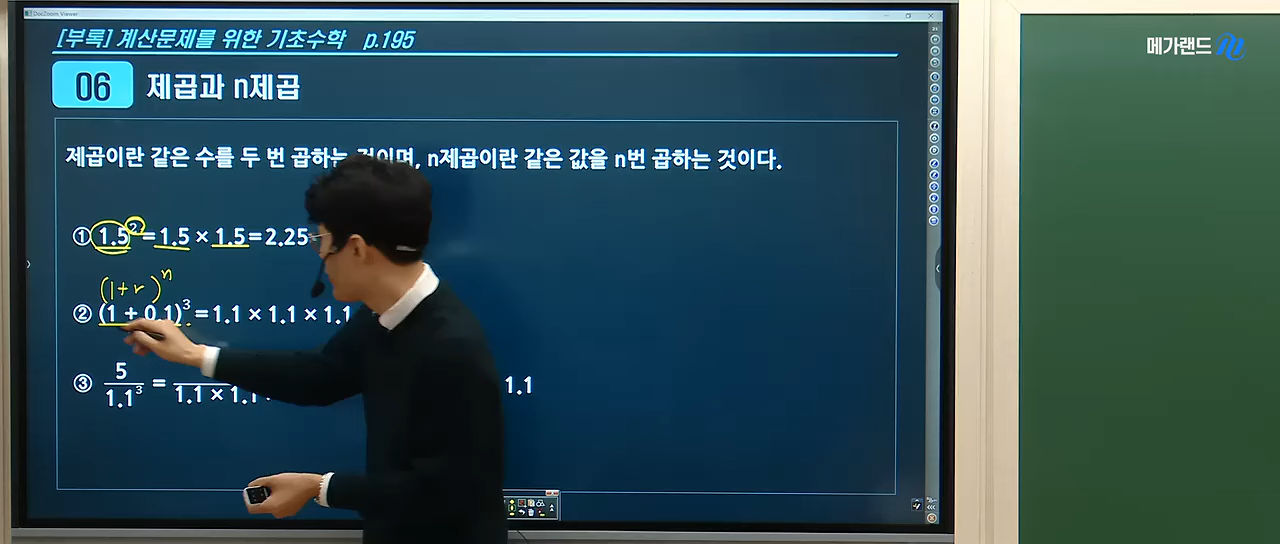 DocZoom Viewer
[부록] 계산문제를 위한 기초수학 p.195
메가랜드 m
06 제곱과 n제곱
제곱이란 같은 수를 두 번 곱하는 것이며, n제곱이란 같은 값을 n번 곱하는 것이다.
① 1.5² = 1.5 × 1.5 = 2.25
(1+r)ⁿ
② (1 + 0.1)³ = 1.1 × 1.1 × 1.1
③ 5/1.1³ = 1.1 × 1.1 1.1